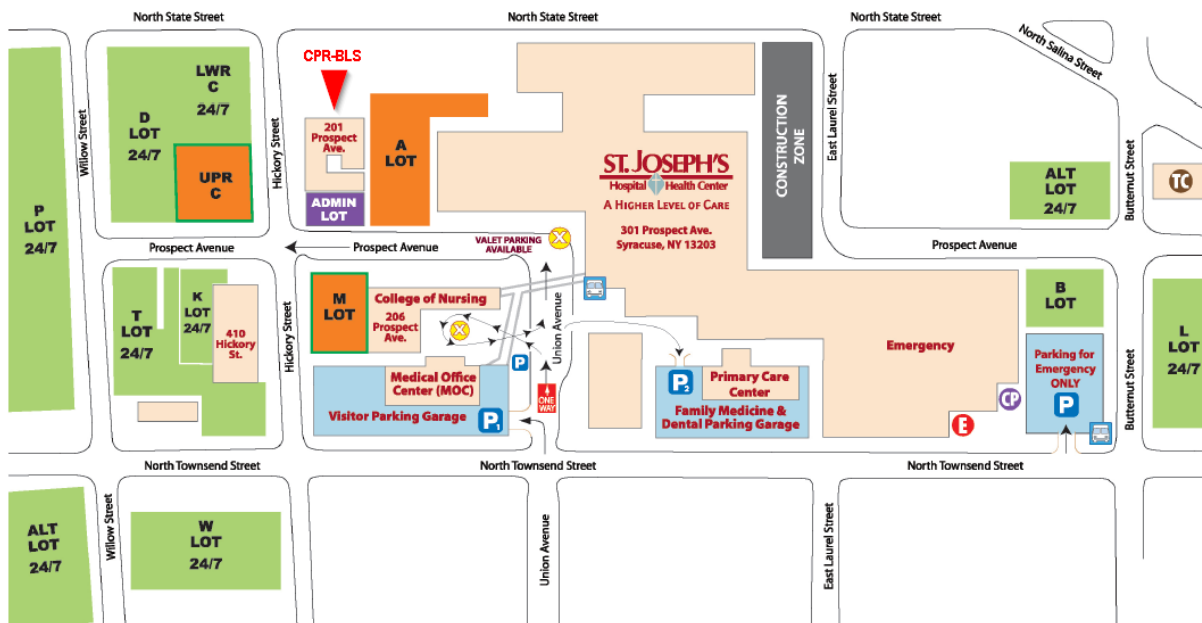 North State Street
North State Street
North State Street
North Salina Street
CPR-BLS
LWR
C
24/7
D
LOT
24/7
UPR
C
Willow Street
Hickory Street
201
Prospect
Ave.
ADMIN
LOT
A
LOT
ST. JOSEPH'S
Hospital Health Center
A HIGHER LEVEL OF CARE
301 Prospect Ave.
Syracuse, NY 13203
CONSTRUCTION
ZONE
East Laurel Street
ALT
LOT
24/7
Butternut Street
TC
P
LOT
24/7
Prospect Avenue
Prospect Avenue
VALET PARKING
AVAILABLE
X
Prospect Avenue
T
LOT
24/7
K
LOT
24/7
410
Hickory
St.
Hickory Street
M
LOT
College of Nursing
206
Prospect
Ave.
X
Union Avenue
P
Medical Office
Center (MOC)
Visitor Parking Garage
P1
ONE
WAY
P2
Primary Care
Center
Family Medicine &
Dental Parking Garage
Emergency
E
CP
B
LOT
Parking for
Emergency
ONLY
P
Butternut Street
L
LOT
24/7
North Townsend Street
North Townsend Street
North Townsend Street
ALT
LOT
24/7
Willow Street
W
LOT
24/7
Union Avenue
East Laurel Street